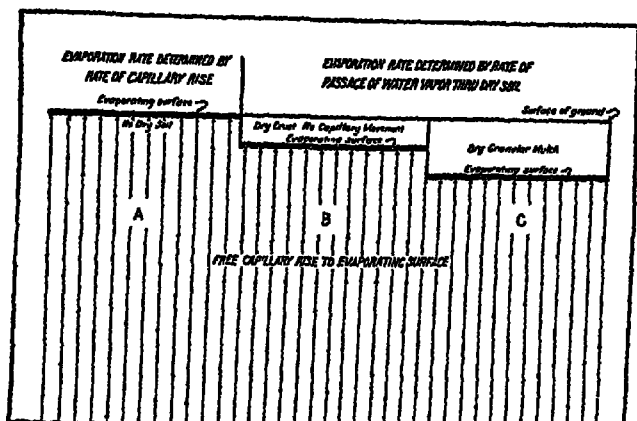 EVAPORATION RATE DETERMINED BY
RATE OF CAPILLARY RISE
EVAPORATION RATE DETERMINED BY RATE OF
PASSAGE OF WATER VAPOR THRU DRY SOIL
Evaporating surface
Surface of ground
No Dry Soil
Dry Crust No Capillary Movement
Evaporating surface
Dry Granular Mulch
Evaporating surface
A
B
C
FREE CAPILLARY RISE TO EVAPORATING SURFACE